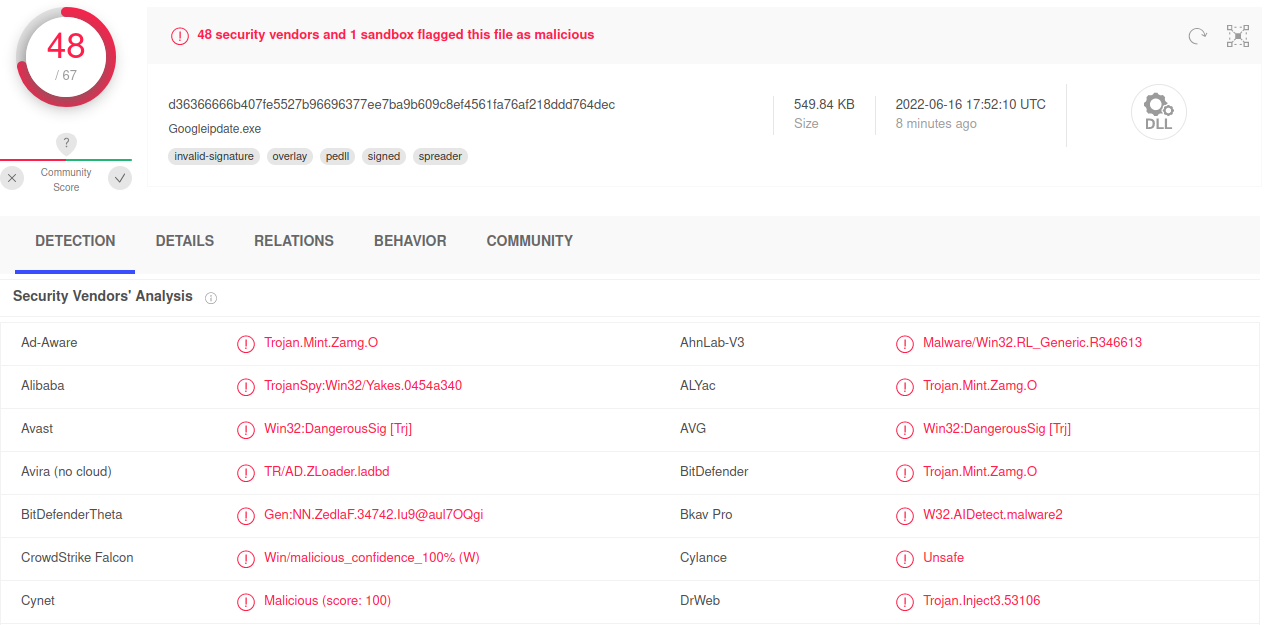 48
/ 67
?
Community
Score
48 security vendors and 1 sandbox flagged this file as malicious
d36366666b407fe5527b96696377ee7ba9b609c8ef4561fa76af218ddd764dec
Googleipdate.exe
invalid-signature overlay pedll signed spreader
549.84 KB
Size
2022-06-16 17:52:10 UTC
8 minutes ago
DLL
DETECTION DETAILS RELATIONS BEHAVIOR COMMUNITY
Security Vendors' Analysis
Ad-Aware Trojan.Mint.Zamg.O AhnLab-V3 Malware/Win32.RL_Generic.R346613
Alibaba TrojanSpy:Win32/Yakes.0454a340 ALYac Trojan.Mint.Zamg.O
Avast Win32:DangerousSig [Trj] AVG Win32:DangerousSig [Trj]
Avira (no cloud) TR/AD.ZLoader.ladbd BitDefender Trojan.Mint.Zamg.O
BitDefenderTheta Gen:NN.ZedlaF.34742.Iu9@aul7OQgi Bkav Pro W32.AIDetect.malware2
CrowdStrike Falcon Win/malicious_confidence_100% (W) Cylance Unsafe
Cynet Malicious (score: 100) DrWeb Trojan.Inject3.53106